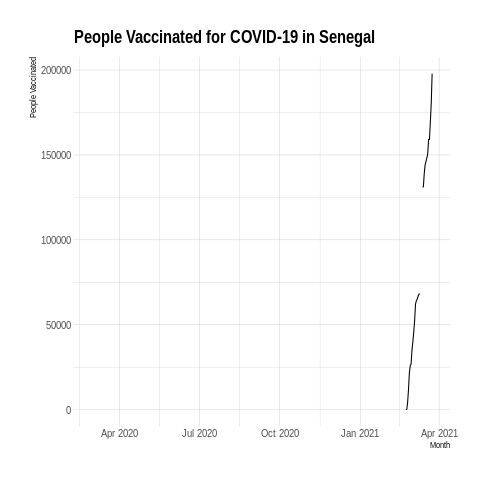 People Vaccinated for COVID-19 in Senegal
People Vaccinated
200000
150000
100000
50000
0
Apr 2020
Jul 2020
Oct 2020
Jan 2021
Apr 2021
Month